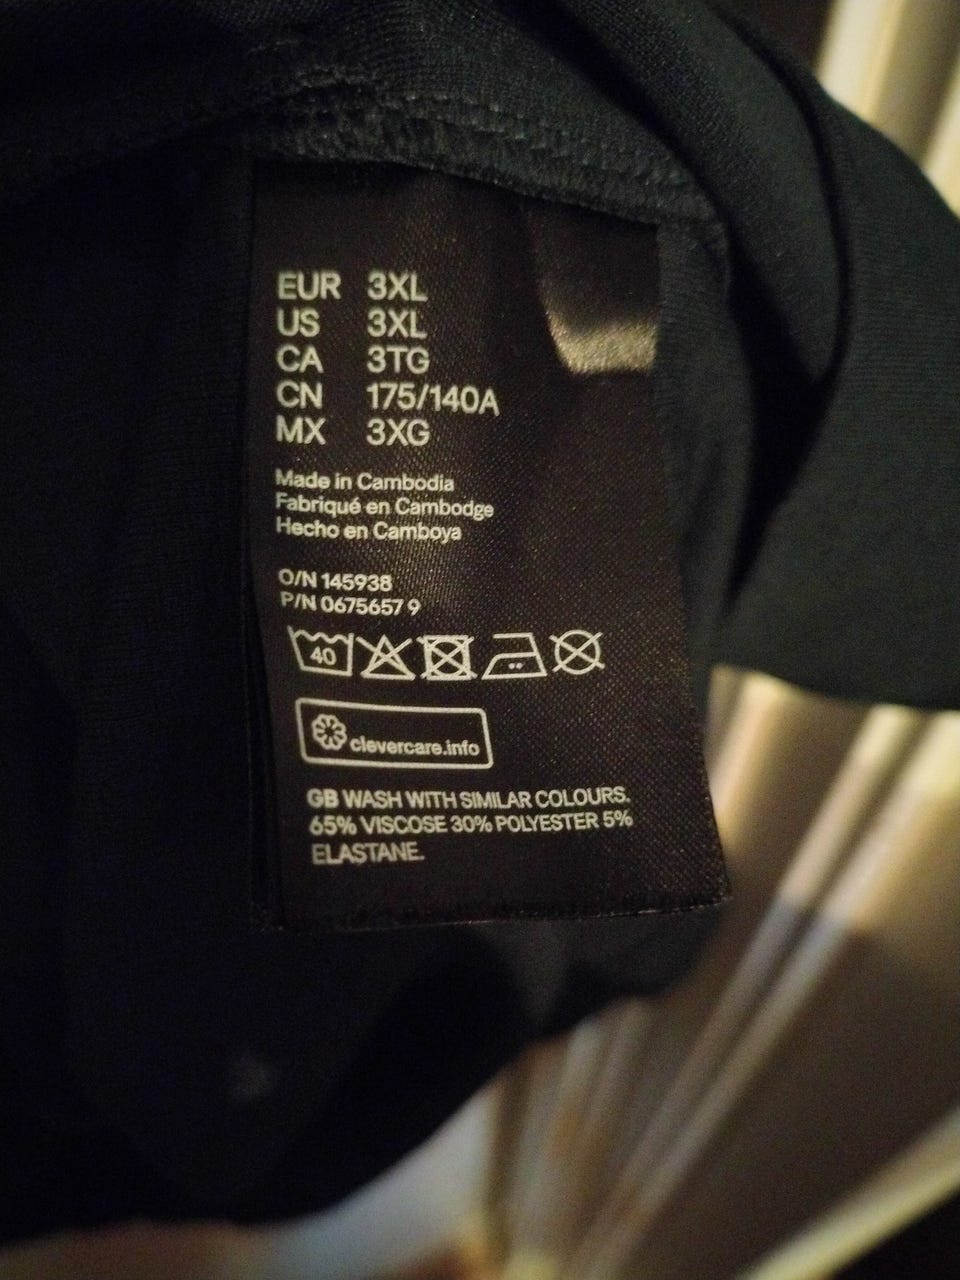 EUR 3XL
US 3XL
CA 3TG
CN 175/140A
MX 3XG
Made in Cambodia
Fabriqué en Cambodge
Hecho en Camboya
O/N 145938
P/N 0675657 9
40
clevercare.info
GB WASH WITH SIMILAR COLOURS.
65% VISCOSE 30% POLYESTER 5%
ELASTANE.